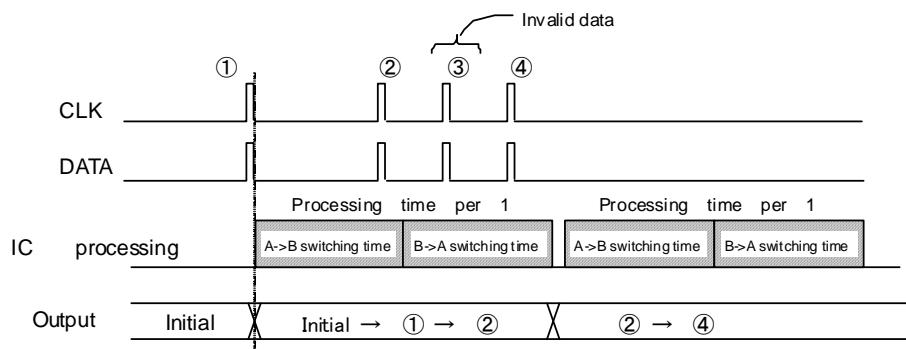 Invalid data
① ② ③ ④
CLK
DATA
Processing time per 1 Processing time per 1
IC processing A->B switching time B->A switching time A->B switching time B->A switching time
Output Initial Initial → ① → ② ② → ④